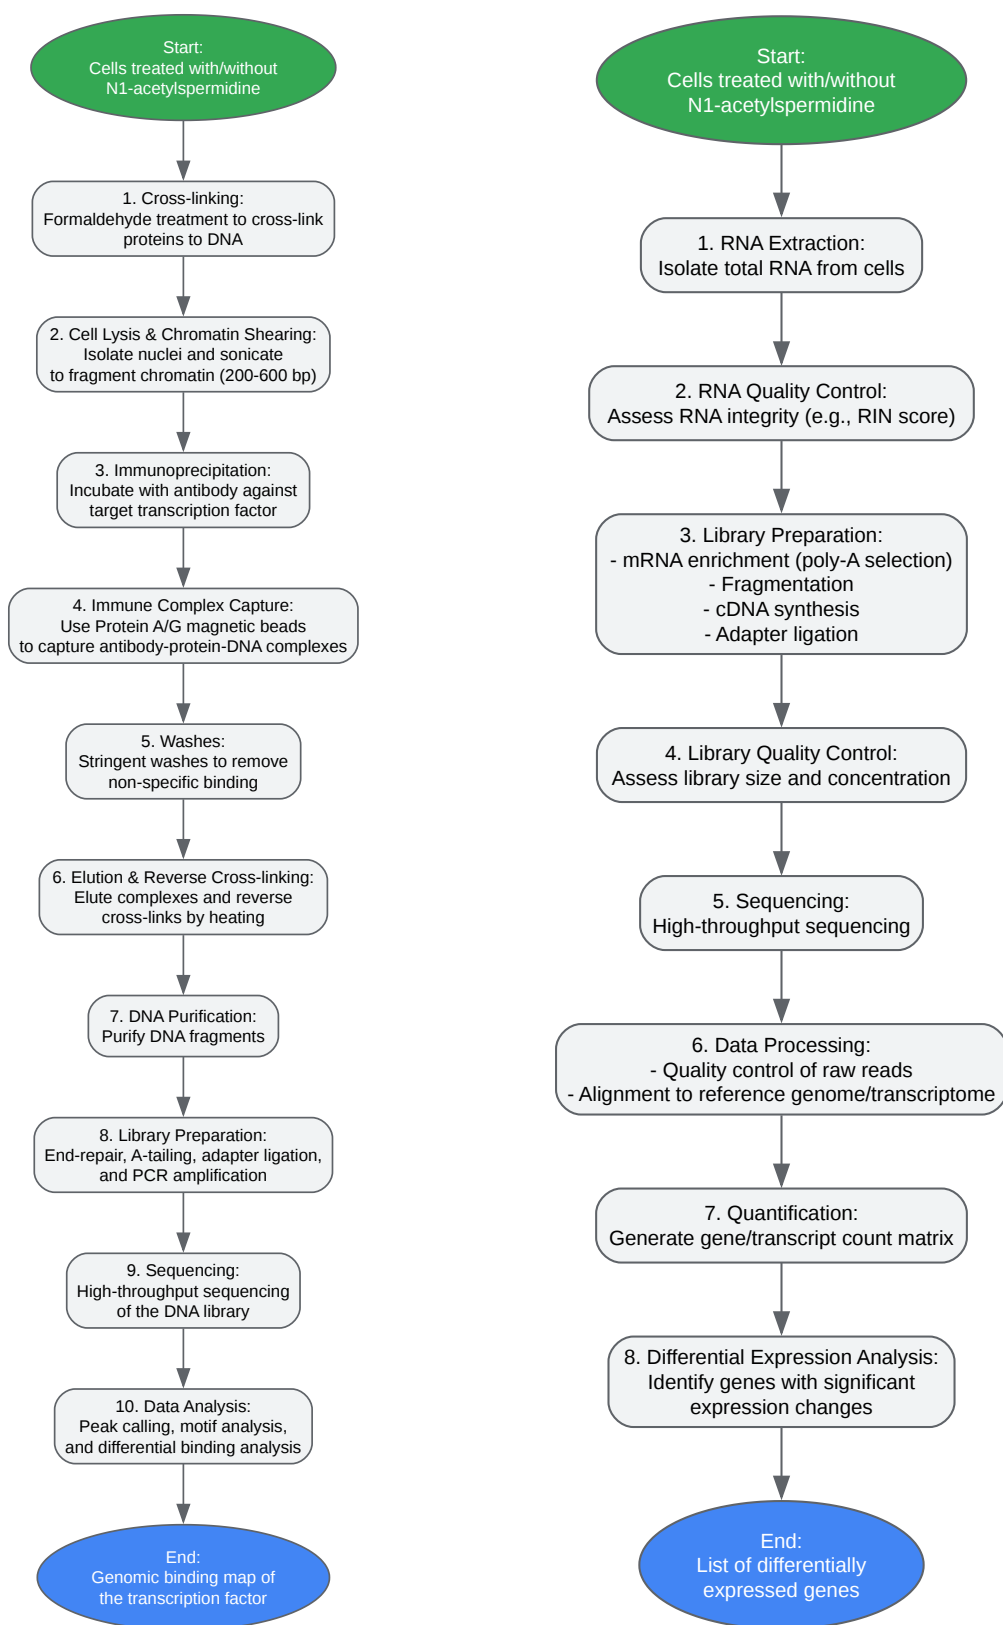 Start:
Cells treated with/without
N1-acetylspermidine
1. Cross-linking:
Formaldehyde treatment to cross-link
proteins to DNA
2. Cell Lysis & Chromatin Shearing:
Isolate nuclei and sonicate
to fragment chromatin (200-600 bp)
3. Immunoprecipitation:
Incubate with antibody against
target transcription factor
4. Immune Complex Capture:
Use Protein A/G magnetic beads
to capture antibody-protein-DNA complexes
5. Washes:
Stringent washes to remove
non-specific binding
6. Elution & Reverse Cross-linking:
Elute complexes and reverse
cross-links by heating
7. DNA Purification:
Purify DNA fragments
8. Library Preparation:
End-repair, A-tailing, adapter ligation,
and PCR amplification
9. Sequencing:
High-throughput sequencing
of the DNA library
10. Data Analysis:
Peak calling, motif analysis,
and differential binding analysis
End:
Genomic binding map of
the transcription factor
Start:
Cells treated with/without
N1-acetylspermidine
1. RNA Extraction:
Isolate total RNA from cells
2. RNA Quality Control:
Assess RNA integrity (e.g., RIN score)
3. Library Preparation:
- mRNA enrichment (poly-A selection)
- Fragmentation
- cDNA synthesis
- Adapter ligation
4. Library Quality Control:
Assess library size and concentration
5. Sequencing:
High-throughput sequencing
6. Data Processing:
- Quality control of raw reads
- Alignment to reference genome/transcriptome
7. Quantification:
Generate gene/transcript count matrix
8. Differential Expression Analysis:
Identify genes with significant
expression changes
End:
List of differentially
expressed genes